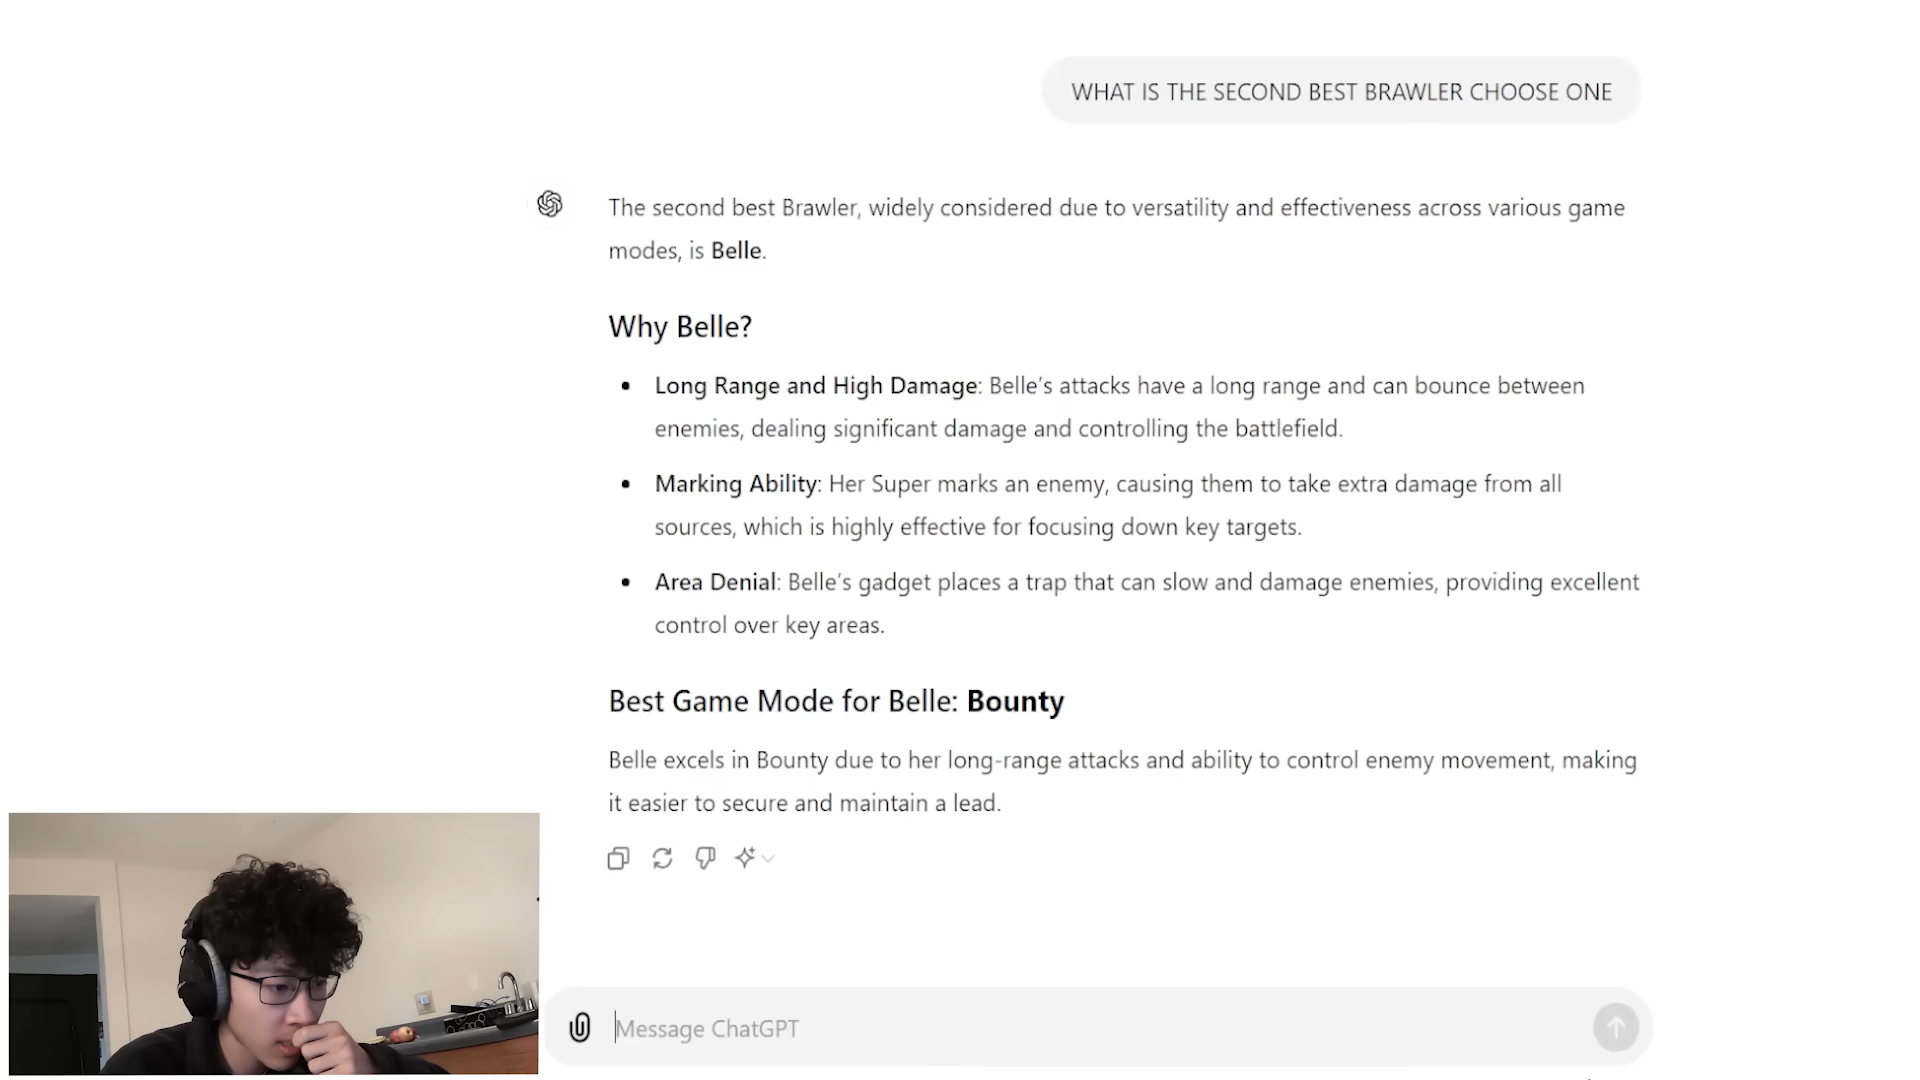 WHAT IS THE SECOND BEST BRAWLER CHOOSE ONE
The second best Brawler, widely considered due to versatility and effectiveness across various game
modes, is Belle.
Why Belle?
Long Range and High Damage: Belle's attacks have a long range and can bounce between
enemies, dealing significant damage and controlling the battlefield.
Marking Ability: Her Super marks an enemy, causing them to take extra damage from all
sources, which is highly effective for focusing down key targets.
Area Denial: Belle's gadget places a trap that can slow and damage enemies, providing excellent
control over key areas.
Best Game Mode for Belle: Bounty
Belle excels in Bounty due to her long-range attacks and ability to control enemy movement, making
it easier to secure and maintain a lead.
Message ChatGPT